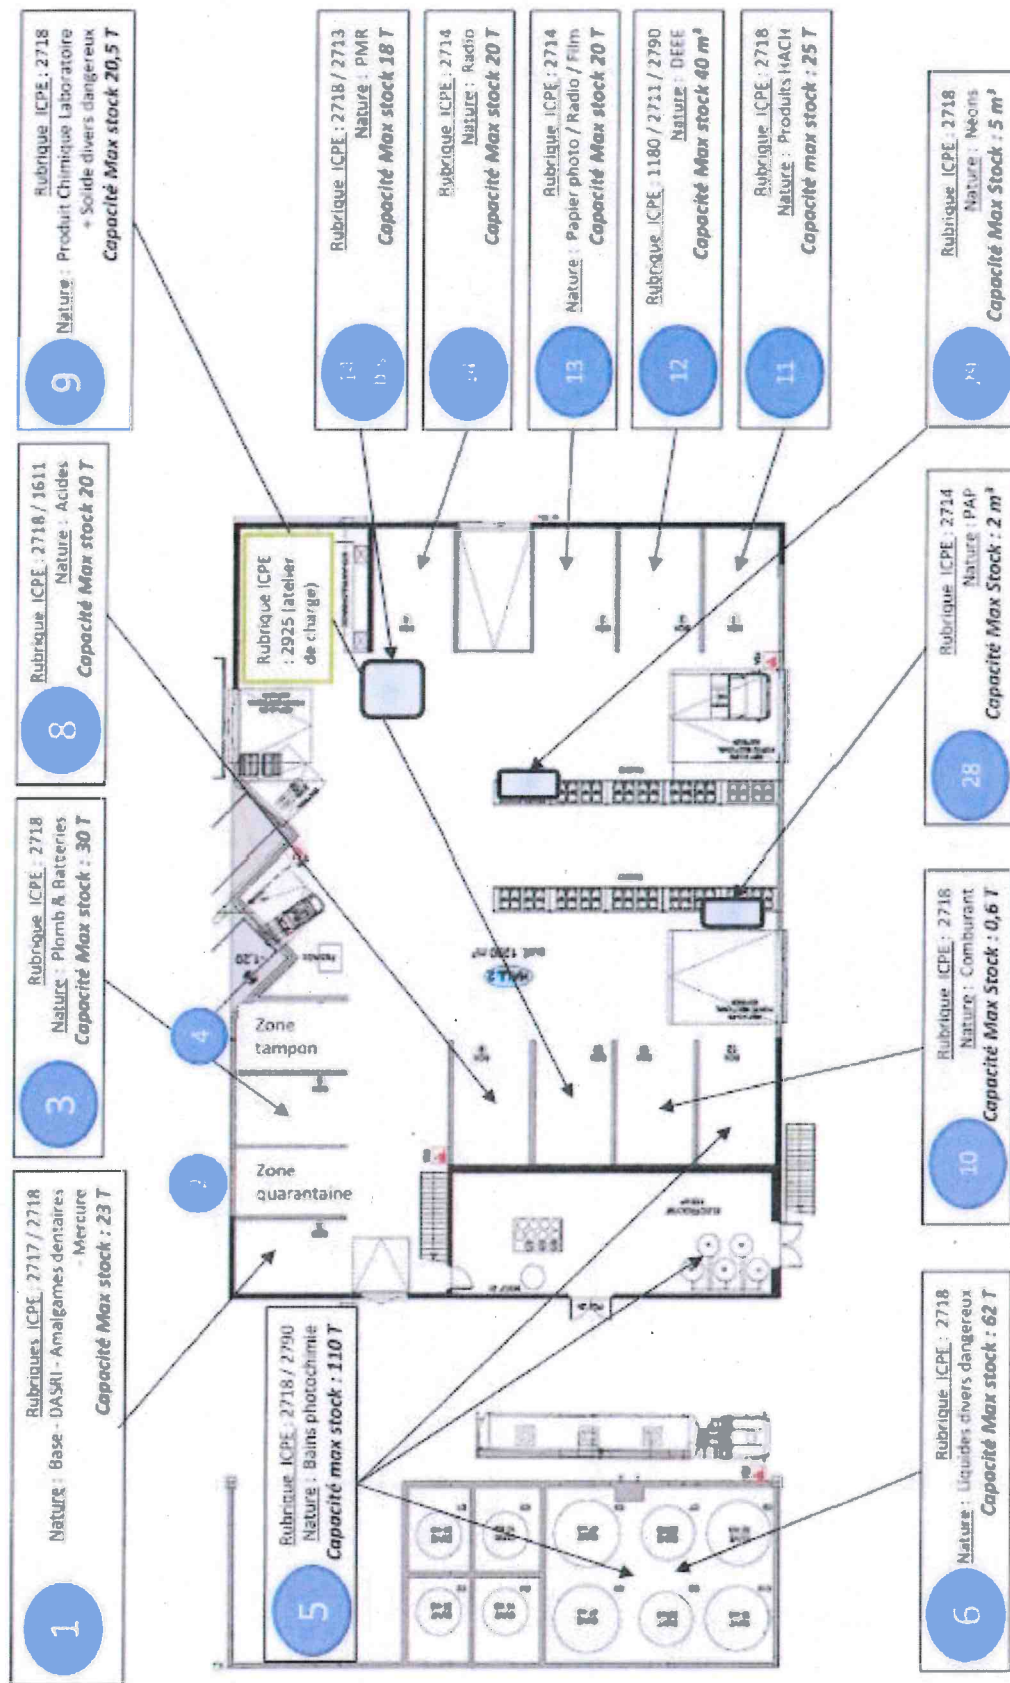 1
Rubriques ICPE : 2717 / 2718
Nature : Base - DASRI - Amalgames dentaires
- Mercure
Capacité Max stock : 23 T
3
Rubrique ICPE : 2718
Nature : Plomb & Batteries
Capacité Max stock : 30 T
8
Rubrique ICPE : 2718 / 1611
Nature : Acides
Capacité Max stock 20 T
9
Rubrique ICPE : 2718
Nature : Produit Chimique Laboratoire
+ Solide divers dangereux
Capacité Max stock 20,5 T
4
Zone
quarantaine
Zone
tampon
-1.20
Rubrique ICPE
: 2925 (atelier
de charge)
HALL 2
5
Rubrique ICPE : 2718 / 2790
Nature : Bains photochimie
Capacité max stock : 110 T
Rubrique ICPE : 2718 / 2713
Nature : PMR
Capacité Max stock 18 T
14
Rubrique ICPE : 2714
Nature : Radio
Capacité Max stock 20 T
13
Rubrique ICPE : 2714
Nature : Papier photo / Radio / Film
Capacité Max stock 20 T
12
Rubrique ICPE : 1180 / 2711 / 2790
Nature : DEEE
Capacité Max stock 40 m³
11
Rubrique ICPE : 2718
Nature : Produits HACH
Capacité max stock : 25 T
6
Rubrique ICPE : 2718
Nature : Liquides divers dangereux
Capacité Max stock : 62 T
10
Rubrique ICPE : 2718
Nature : Comburant
Capacité Max Stock : 0,6 T
28
Rubrique ICPE : 2714
Nature : PAP
Capacité Max Stock : 2 m³
Rubrique ICPE : 2718
Nature : Néons
Capacité Max Stock : 5 m³